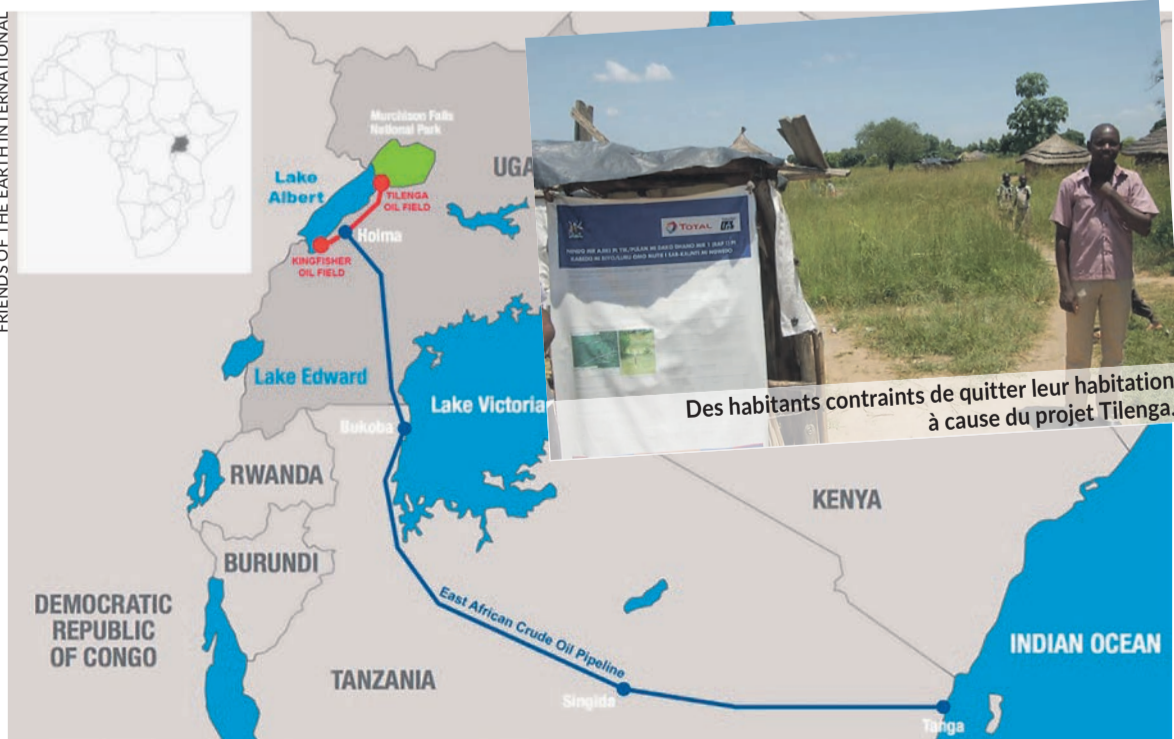 FRIENDS OF THE EARTH INTERNATIONAL
Murchison Falls
National Park
UGA
Lake
Albert
TILENGA
OIL FIELD
Hoima
KINGFISHER
OIL FIELD
TOTAL
Des habitants contraints de quitter leur habitation
à cause du projet Tilenga.
Lake Edward
Lake Victoria
Bukoba
RWANDA
KENYA
BURUNDI
DEMOCRATIC
REPUBLIC
OF CONGO
East African Crude Oil Pipeline
INDIAN OCEAN
TANZANIA
Singida
Tanga